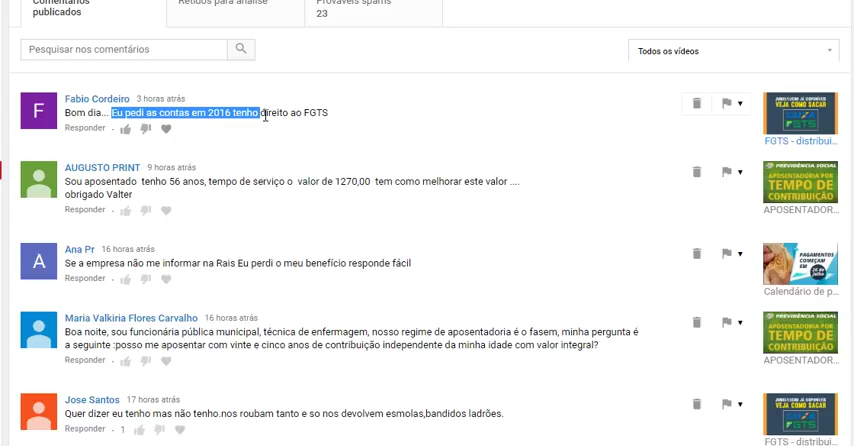 Comentários
publicados
Retidos para análise
Prováveis spams
23
Pesquisar nos comentários
Todos os vídeos
F
Fabio Cordeiro 3 horas atrás
Bom dia... Eu pedi as contas em 2016 tenho direito ao FGTS
Responder
VEJA COMO SACAR
FGTS
FGTS - distribui...
AUGUSTO PRINT 9 horas atrás
Sou aposentado tenho 56 anos, tempo de serviço o valor de 1270,00 tem como melhorar este valor ....
obrigado Valter
Responder
PREVIDÊNCIA SOCIAL
APOSENTADORIA POR
TEMPO DE
CONTRIBUIÇÃO
APOSENTADOR...
A
Ana Pr 16 horas atrás
Se a empresa não me informar na Rais Eu perdi o meu benefício responde fácil
Responder
PAGAMENTOS
COMEÇAM
EM
Calendário de p...
Maria Valkiria Flores Carvalho 16 horas atrás
Boa noite, sou funcionária pública municipal, técnica de enfermagem, nosso regime de aposentadoria é o fasem, minha pergunta é
a seguinte :posso me aposentar com vinte e cinco anos de contribuição independente da minha idade com valor integral?
Responder
PREVIDÊNCIA SOCIAL
APOSENTADORIA POR
TEMPO DE
CONTRIBUIÇÃO
APOSENTADOR...
Jose Santos 17 horas atrás
Quer dizer eu tenho mas não tenho.nos roubam tanto e so nos devolvem esmolas,bandidos ladrões.
Responder 1
VEJA COMO SACAR
FGTS
FGTS - distribui...